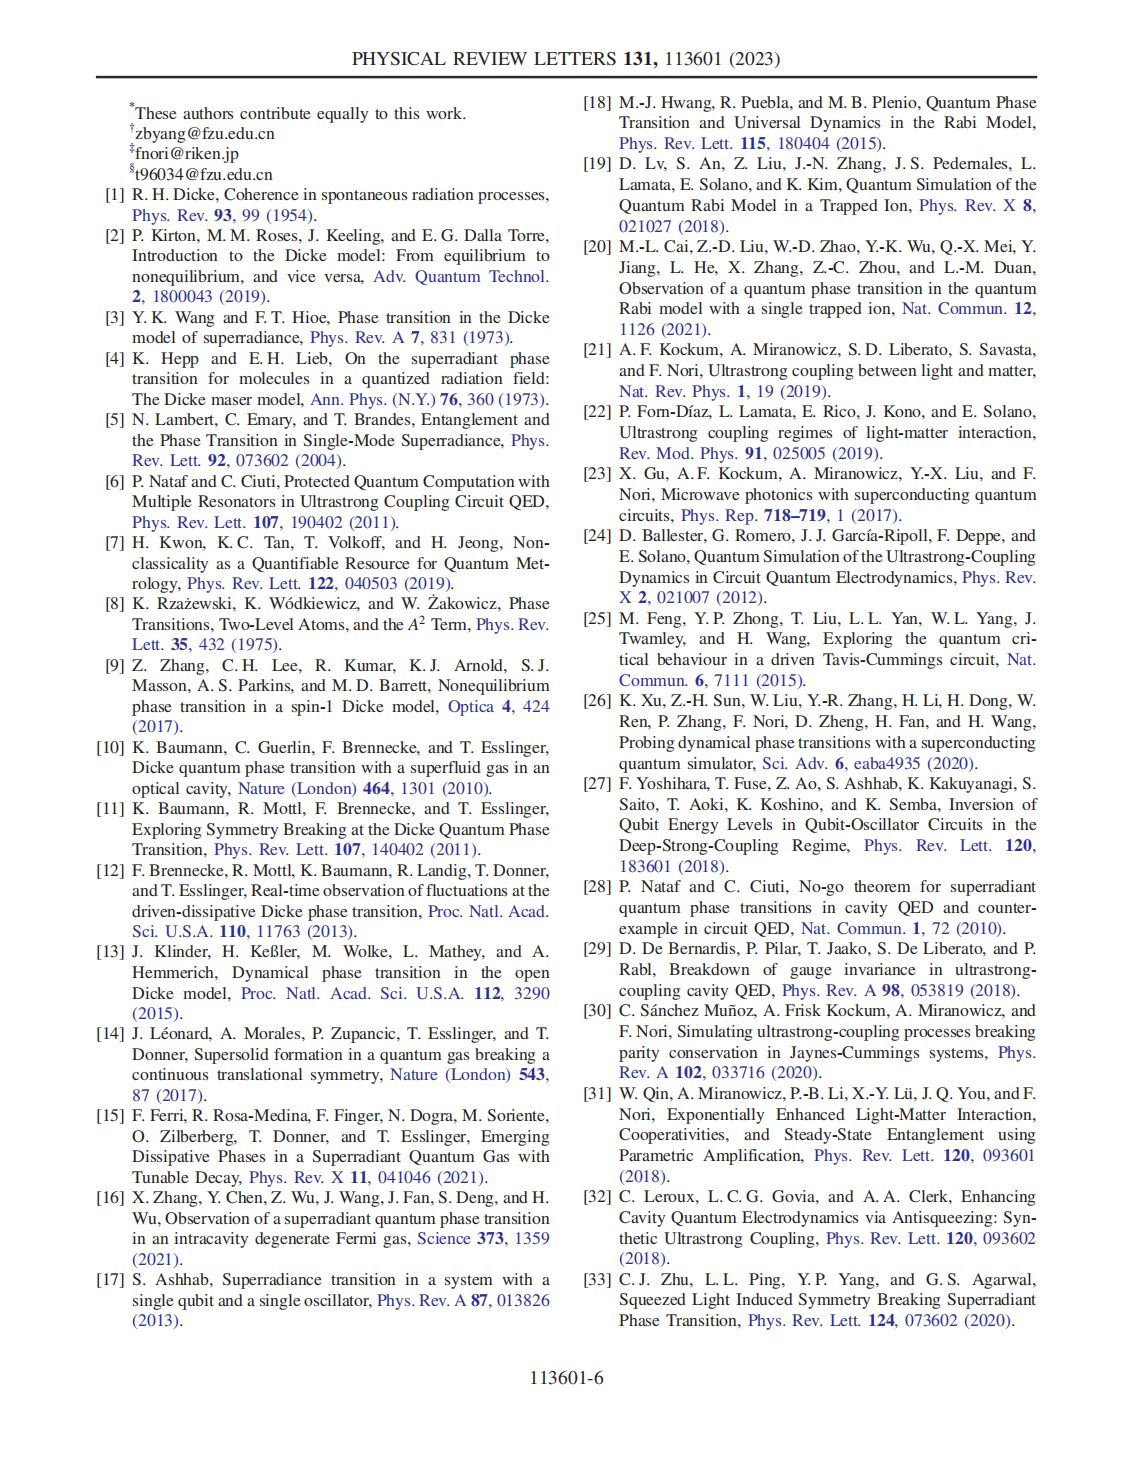 PHYSICAL REVIEW LETTERS 131, 113601 (2023)
*These authors contribute equally to this work.
†zbyang@fzu.edu.cn
‡fnori@riken.jp
§t96034@fzu.edu.cn
[1] R. H. Dicke, Coherence in spontaneous radiation processes,
Phys. Rev. 93, 99 (1954).
[2] P. Kirton, M. M. Roses, J. Keeling, and E. G. Dalla Torre,
Introduction to the Dicke model: From equilibrium to
nonequilibrium, and vice versa, Adv. Quantum Technol.
2, 1800043 (2019).
[3] Y. K. Wang and F. T. Hioe, Phase transition in the Dicke
model of superradiance, Phys. Rev. A 7, 831 (1973).
[4] K. Hepp and E. H. Lieb, On the superradiant phase
transition for molecules in a quantized radiation field:
The Dicke maser model, Ann. Phys. (N.Y.) 76, 360 (1973).
[5] N. Lambert, C. Emary, and T. Brandes, Entanglement and
the Phase Transition in Single-Mode Superradiance, Phys.
Rev. Lett. 92, 073602 (2004).
[6] P. Nataf and C. Ciuti, Protected Quantum Computation with
Multiple Resonators in Ultrastrong Coupling Circuit QED,
Phys. Rev. Lett. 107, 190402 (2011).
[7] H. Kwon, K. C. Tan, T. Volkoff, and H. Jeong, Non-
classicality as a Quantifiable Resource for Quantum Met-
rology, Phys. Rev. Lett. 122, 040503 (2019).
[8] K. Rzażewski, K. Wódkiewicz, and W. Żakowicz, Phase
Transitions, Two-Level Atoms, and the A² Term, Phys. Rev.
Lett. 35, 432 (1975).
[9] Z. Zhang, C. H. Lee, R. Kumar, K. J. Arnold, S. J.
Masson, A. S. Parkins, and M. D. Barrett, Nonequilibrium
phase transition in a spin-1 Dicke model, Optica 4, 424
(2017).
[10] K. Baumann, C. Guerlin, F. Brennecke, and T. Esslinger,
Dicke quantum phase transition with a superfluid gas in an
optical cavity, Nature (London) 464, 1301 (2010).
[11] K. Baumann, R. Mottl, F. Brennecke, and T. Esslinger,
Exploring Symmetry Breaking at the Dicke Quantum Phase
Transition, Phys. Rev. Lett. 107, 140402 (2011).
[12] F. Brennecke, R. Mottl, K. Baumann, R. Landig, T. Donner,
and T. Esslinger, Real-time observation of fluctuations at the
driven-dissipative Dicke phase transition, Proc. Natl. Acad.
Sci. U.S.A. 110, 11763 (2013).
[13] J. Klinder, H. Keßler, M. Wolke, L. Mathey, and A.
Hemmerich, Dynamical phase transition in the open
Dicke model, Proc. Natl. Acad. Sci. U.S.A. 112, 3290
(2015).
[14] J. Léonard, A. Morales, P. Zupancic, T. Esslinger, and T.
Donner, Supersolid formation in a quantum gas breaking a
continuous translational symmetry, Nature (London) 543,
87 (2017).
[15] F. Ferri, R. Rosa-Medina, F. Finger, N. Dogra, M. Soriente,
O. Zilberberg, T. Donner, and T. Esslinger, Emerging
Dissipative Phases in a Superradiant Quantum Gas with
Tunable Decay, Phys. Rev. X 11, 041046 (2021).
[16] X. Zhang, Y. Chen, Z. Wu, J. Wang, J. Fan, S. Deng, and H.
Wu, Observation of a superradiant quantum phase transition
in an intracavity degenerate Fermi gas, Science 373, 1359
(2021).
[17] S. Ashhab, Superradiance transition in a system with a
single qubit and a single oscillator, Phys. Rev. A 87, 013826
(2013).
[18] M.-J. Hwang, R. Puebla, and M. B. Plenio, Quantum Phase
Transition and Universal Dynamics in the Rabi Model,
Phys. Rev. Lett. 115, 180404 (2015).
[19] D. Lv, S. An, Z. Liu, J.-N. Zhang, J. S. Pedernales, L.
Lamata, E. Solano, and K. Kim, Quantum Simulation of the
Quantum Rabi Model in a Trapped Ion, Phys. Rev. X 8,
021027 (2018).
[20] M.-L. Cai, Z.-D. Liu, W.-D. Zhao, Y.-K. Wu, Q.-X. Mei, Y.
Jiang, L. He, X. Zhang, Z.-C. Zhou, and L.-M. Duan,
Observation of a quantum phase transition in the quantum
Rabi model with a single trapped ion, Nat. Commun. 12,
1126 (2021).
[21] A. F. Kockum, A. Miranowicz, S. D. Liberato, S. Savasta,
and F. Nori, Ultrastrong coupling between light and matter,
Nat. Rev. Phys. 1, 19 (2019).
[22] P. Forn-Díaz, L. Lamata, E. Rico, J. Kono, and E. Solano,
Ultrastrong coupling regimes of light-matter interaction,
Rev. Mod. Phys. 91, 025005 (2019).
[23] X. Gu, A. F. Kockum, A. Miranowicz, Y.-X. Liu, and F.
Nori, Microwave photonics with superconducting quantum
circuits, Phys. Rep. 718–719, 1 (2017).
[24] D. Ballester, G. Romero, J. J. García-Ripoll, F. Deppe, and
E. Solano, Quantum Simulation of the Ultrastrong-Coupling
Dynamics in Circuit Quantum Electrodynamics, Phys. Rev.
X 2, 021007 (2012).
[25] M. Feng, Y. P. Zhong, T. Liu, L. L. Yan, W. L. Yang, J.
Twamley, and H. Wang, Exploring the quantum cri-
tical behaviour in a driven Tavis-Cummings circuit, Nat.
Commun. 6, 7111 (2015).
[26] K. Xu, Z.-H. Sun, W. Liu, Y.-R. Zhang, H. Li, H. Dong, W.
Ren, P. Zhang, F. Nori, D. Zheng, H. Fan, and H. Wang,
Probing dynamical phase transitions with a superconducting
quantum simulator, Sci. Adv. 6, eaba4935 (2020).
[27] F. Yoshihara, T. Fuse, Z. Ao, S. Ashhab, K. Kakuyanagi, S.
Saito, T. Aoki, K. Koshino, and K. Semba, Inversion of
Qubit Energy Levels in Qubit-Oscillator Circuits in the
Deep-Strong-Coupling Regime, Phys. Rev. Lett. 120,
183601 (2018).
[28] P. Nataf and C. Ciuti, No-go theorem for superradiant
quantum phase transitions in cavity QED and counter-
example in circuit QED, Nat. Commun. 1, 72 (2010).
[29] D. De Bernardis, P. Pilar, T. Jaako, S. De Liberato, and P.
Rabl, Breakdown of gauge invariance in ultrastrong-
coupling cavity QED, Phys. Rev. A 98, 053819 (2018).
[30] C. Sánchez Muñoz, A. Frisk Kockum, A. Miranowicz, and
F. Nori, Simulating ultrastrong-coupling processes breaking
parity conservation in Jaynes-Cummings systems, Phys.
Rev. A 102, 033716 (2020).
[31] W. Qin, A. Miranowicz, P.-B. Li, X.-Y. Lü, J. Q. You, and F.
Nori, Exponentially Enhanced Light-Matter Interaction,
Cooperativities, and Steady-State Entanglement using
Parametric Amplification, Phys. Rev. Lett. 120, 093601
(2018).
[32] C. Leroux, L. C. G. Govia, and A. A. Clerk, Enhancing
Cavity Quantum Electrodynamics via Antisqueezing: Syn-
thetic Ultrastrong Coupling, Phys. Rev. Lett. 120, 093602
(2018).
[33] C. J. Zhu, L. L. Ping, Y. P. Yang, and G. S. Agarwal,
Squeezed Light Induced Symmetry Breaking Superradiant
Phase Transition, Phys. Rev. Lett. 124, 073602 (2020).
113601-6